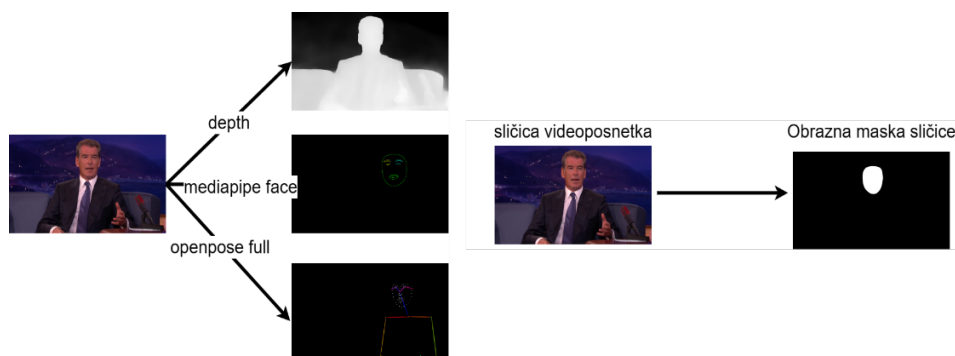 depth
mediapipe face
openpose full
sličica videoposnetka
Obrazna maska sličice